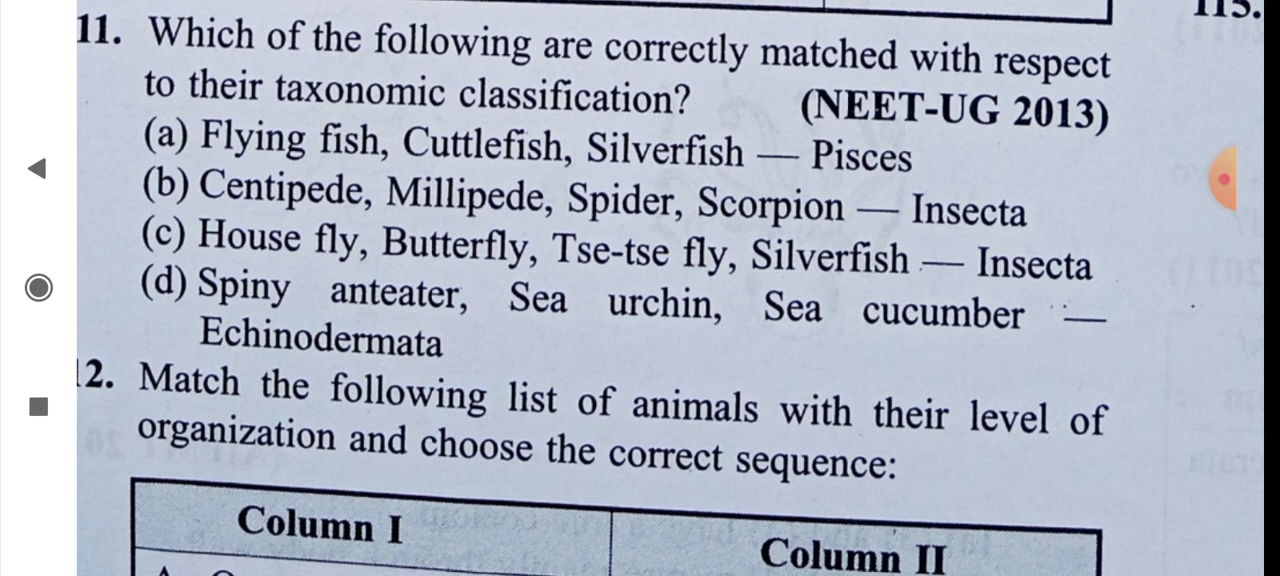 115.
11. Which of the following are correctly matched with respect
to their taxonomic classification? (NEET-UG 2013)
(a) Flying fish, Cuttlefish, Silverfish — Pisces
(b) Centipede, Millipede, Spider, Scorpion — Insecta
(c) House fly, Butterfly, Tse-tse fly, Silverfish — Insecta
(d) Spiny anteater, Sea urchin, Sea cucumber —
Echinodermata
12. Match the following list of animals with their level of
organization and choose the correct sequence:
Column I
Column II